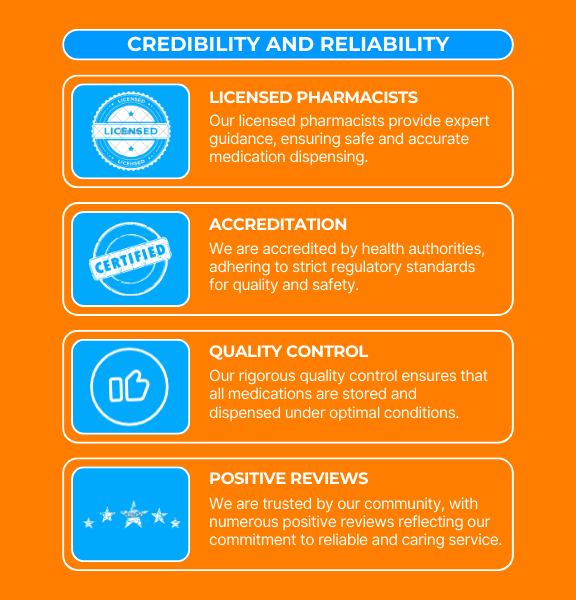 CREDIBILITY AND RELIABILITY
LICENSED
LICENSED
LICENSED
LICENSED PHARMACISTS
Our licensed pharmacists provide expert
guidance, ensuring safe and accurate
medication dispensing.
CERTIFIED
ACCREDITATION
We are accredited by health authorities,
adhering to strict regulatory standards
for quality and safety.
QUALITY CONTROL
Our rigorous quality control ensures that
all medications are stored and
dispensed under optimal conditions.
POSITIVE REVIEWS
We are trusted by our community, with
numerous positive reviews reflecting our
commitment to reliable and caring service.